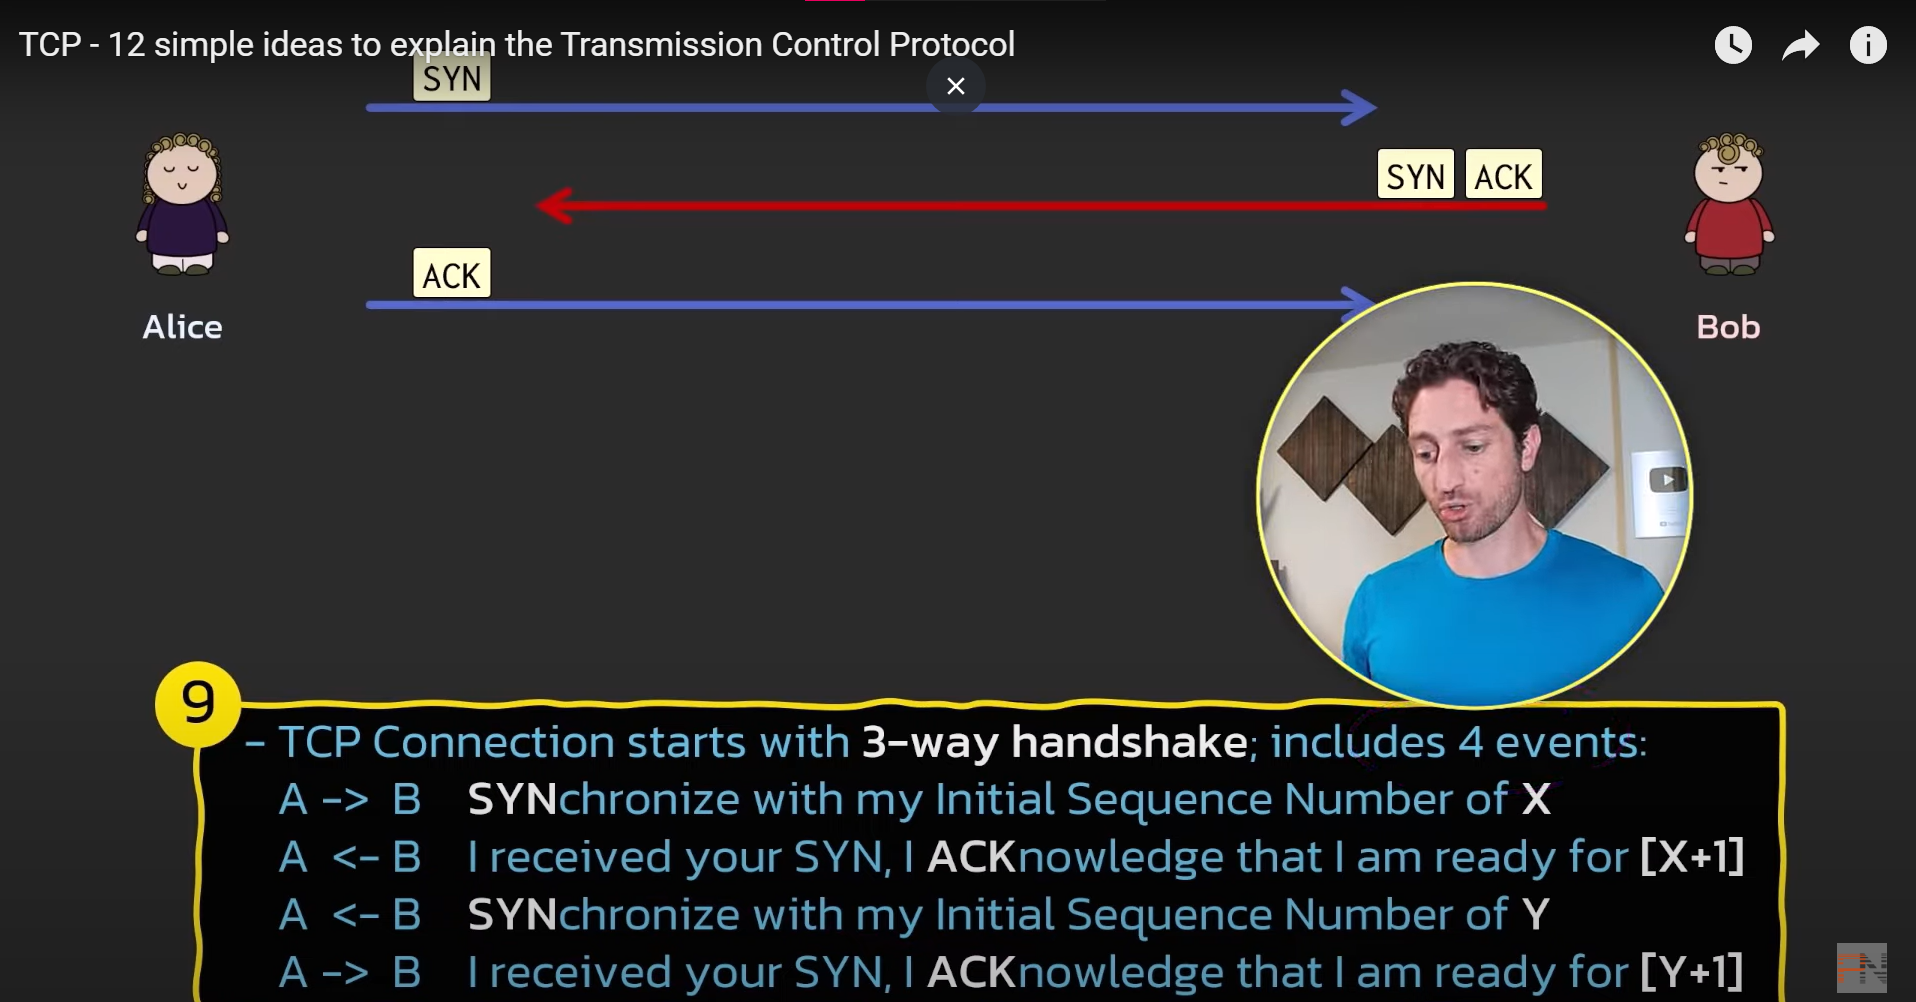 TCP - 12 simple ideas to explain the Transmission Control Protocol
SYN
SYN ACK
ACK
Alice
Bob
9
- TCP Connection starts with 3-way handshake; includes 4 events:
A -> B SYNchronize with my Initial Sequence Number of X
A <- B I received your SYN, I ACKnowledge that I am ready for [X+1]
A <- B SYNchronize with my Initial Sequence Number of Y
A -> B I received your SYN, I ACKnowledge that I am ready for [Y+1]
PN